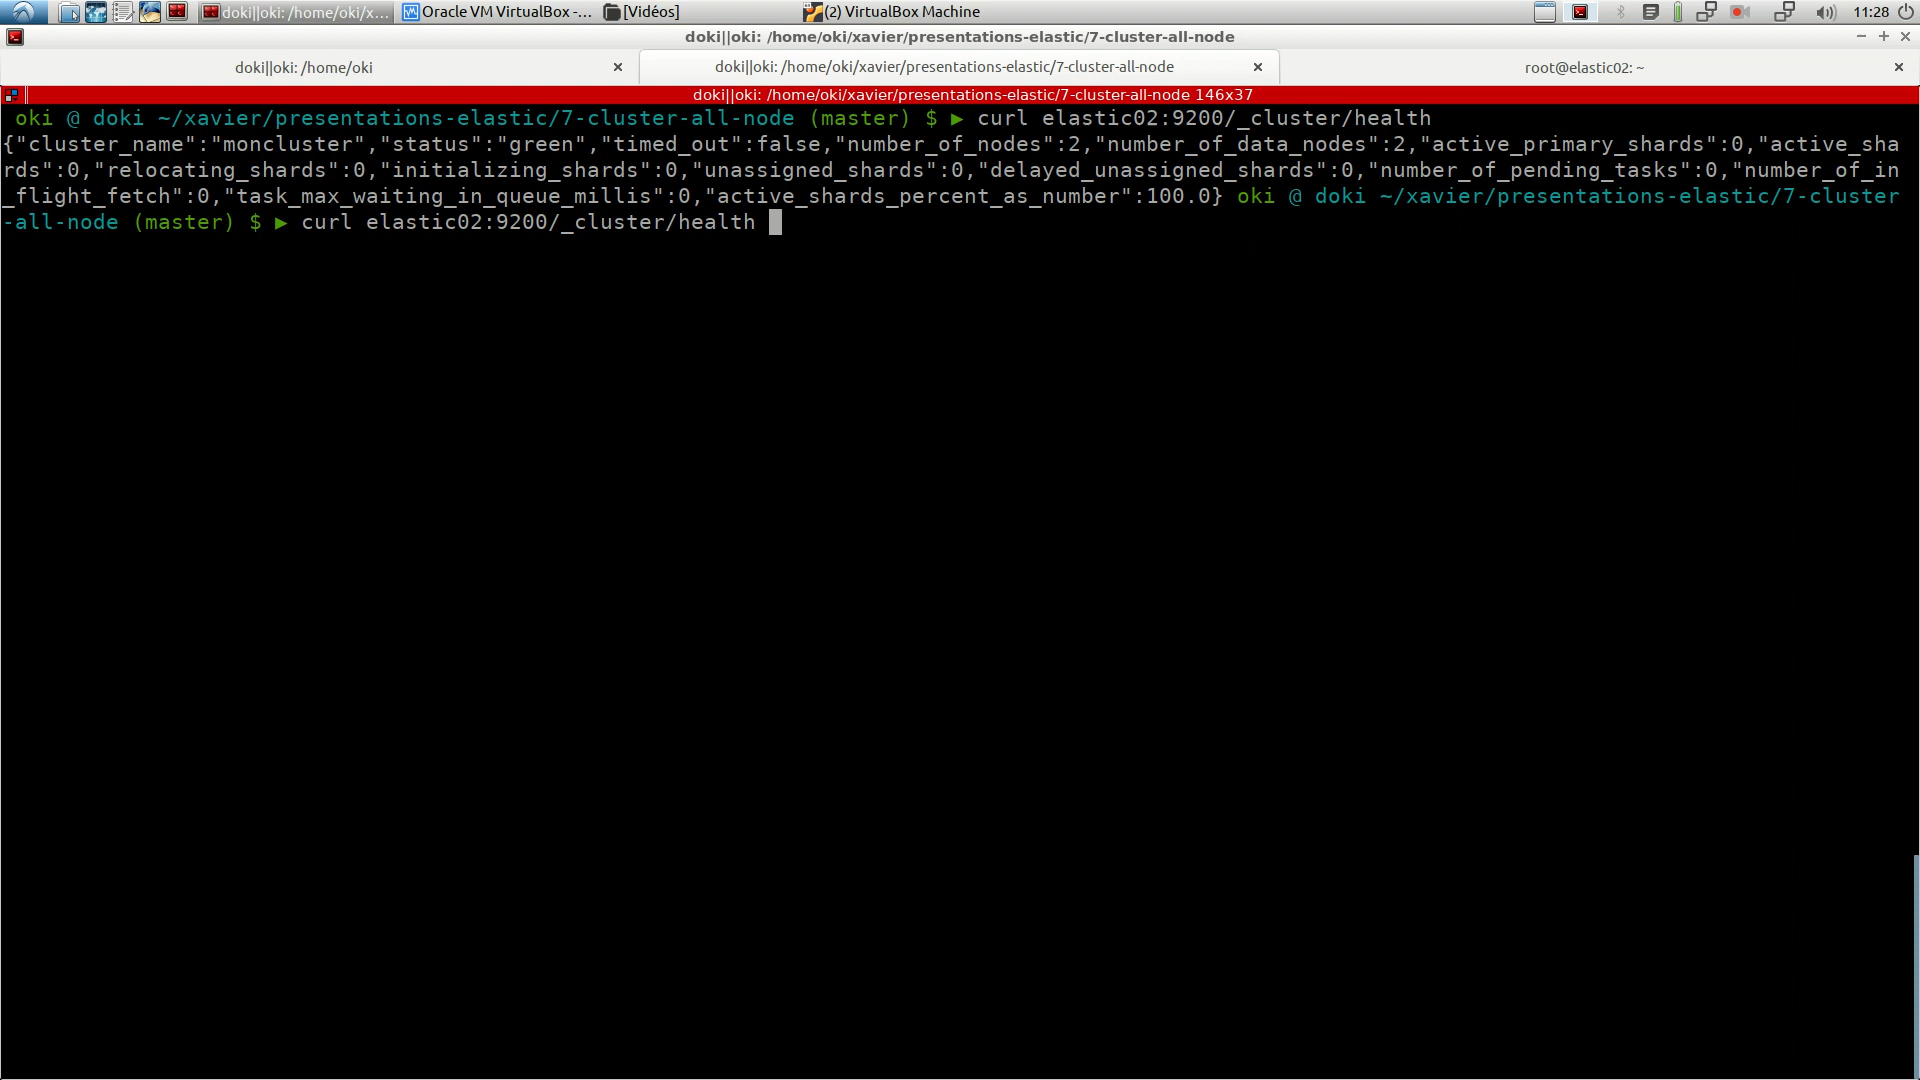 doki||oki: /home/oki/x...
Oracle VM VirtualBox -...
[Vidéos]
(2) VirtualBox Machine
11:28
doki||oki: /home/oki/xavier/presentations-elastic/7-cluster-all-node
doki||oki: /home/oki
doki||oki: /home/oki/xavier/presentations-elastic/7-cluster-all-node
root@elastic02: ~
doki||oki: /home/oki/xavier/presentations-elastic/7-cluster-all-node 146x37
oki @ doki ~/xavier/presentations-elastic/7-cluster-all-node (master) $ ▶ curl elastic02:9200/_cluster/health
{"cluster_name":"moncluster","status":"green","timed_out":false,"number_of_nodes":2,"number_of_data_nodes":2,"active_primary_shards":0,"active_sha
rds":0,"relocating_shards":0,"initializing_shards":0,"unassigned_shards":0,"delayed_unassigned_shards":0,"number_of_pending_tasks":0,"number_of_in
_flight_fetch":0,"task_max_waiting_in_queue_millis":0,"active_shards_percent_as_number":100.0} oki @ doki ~/xavier/presentations-elastic/7-cluster
-all-node (master) $ ▶ curl elastic02:9200/_cluster/health